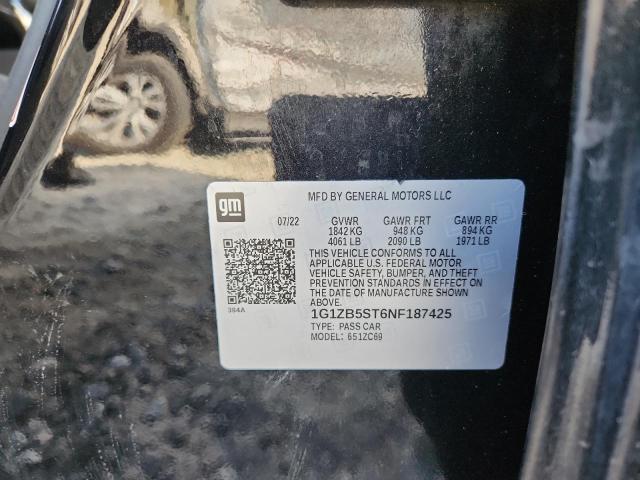 gm
MFD BY GENERAL MOTORS LLC
07/22 GVWR GAWR FRT GAWR RR
1842 KG 948 KG 894 KG
4061 LB 2090 LB 1971 LB
THIS VEHICLE CONFORMS TO ALL
APPLICABLE U.S. FEDERAL MOTOR
VEHICLE SAFETY, BUMPER, AND THEFT
PREVENTION STANDARDS IN EFFECT ON
THE DATE OF MANUFACTURE SHOWN
ABOVE.
384A
1G1ZB5ST6NF187425
TYPE: PASS CAR
MODEL: 651ZC69